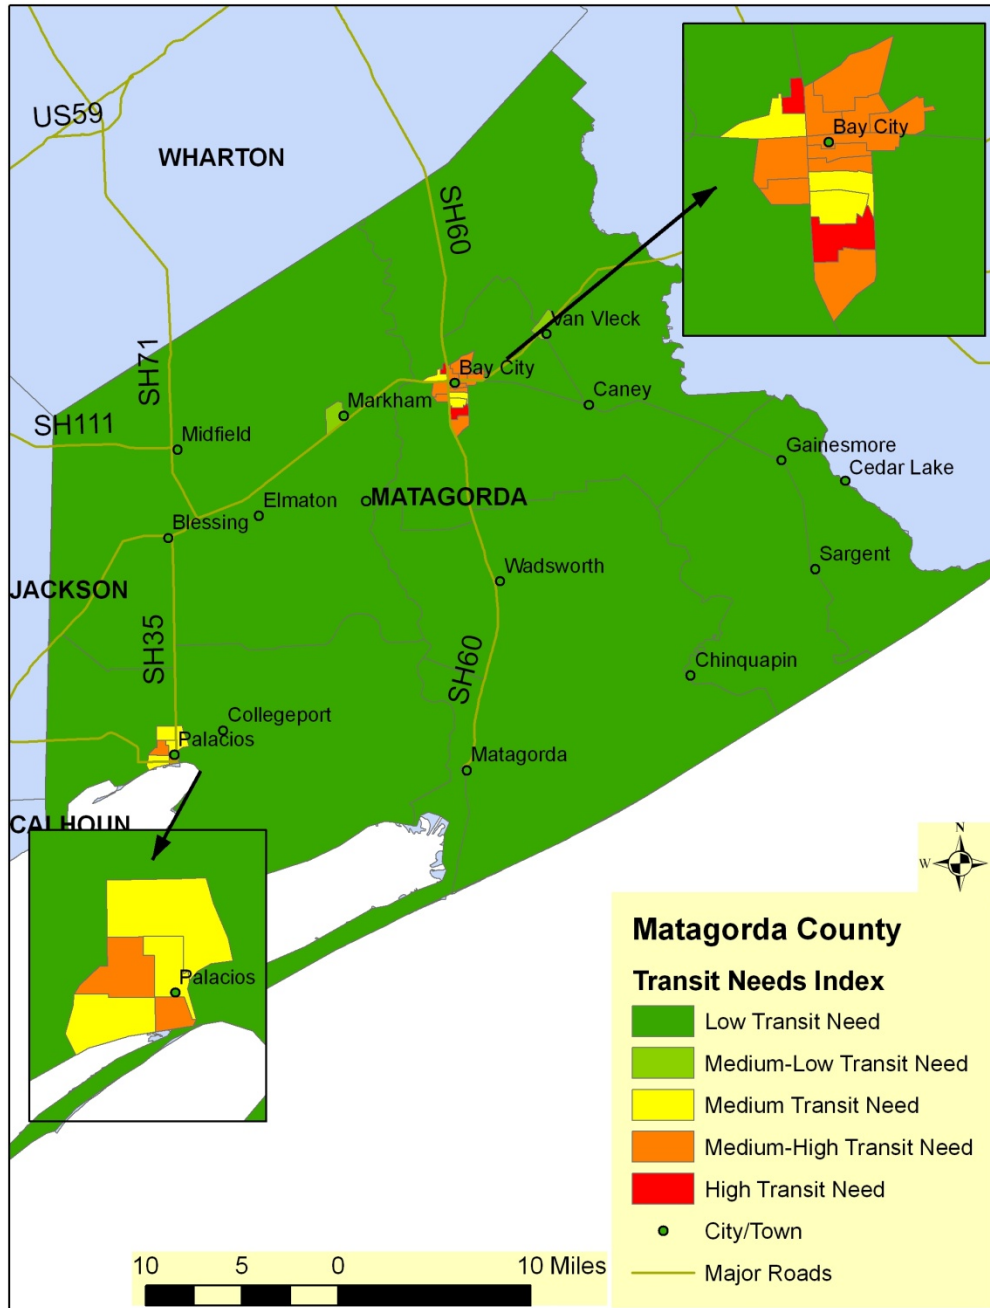 US59
WHARTON
SH60
Bay City
Van Vleck
SH71
Bay City
Caney
Markham
SH111
Midfield
Gainesmore
Cedar Lake
Elmaton
MATAGORDA
Blessing
Sargent
Wadsworth
JACKSON
SH35
SH60
Chinquapin
Collegeport
Palacios
Matagorda
CALHOUN
N
W
Palacios
Matagorda County
Transit Needs Index
Low Transit Need
Medium-Low Transit Need
Medium Transit Need
Medium-High Transit Need
High Transit Need
City/Town
Major Roads
10 5 0 10 Miles